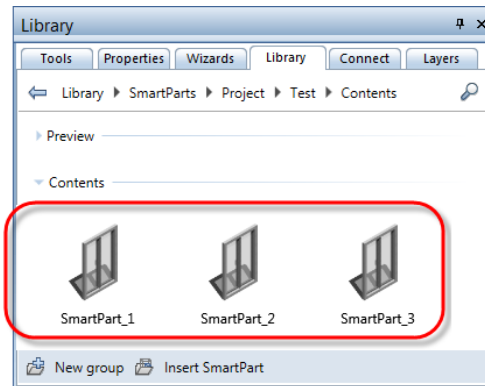 Library
Tools Properties Wizards Library Connect Layers
Library SmartParts Project Test Contents
Preview
Contents
SmartPart_1 SmartPart_2 SmartPart_3
New group Insert SmartPart